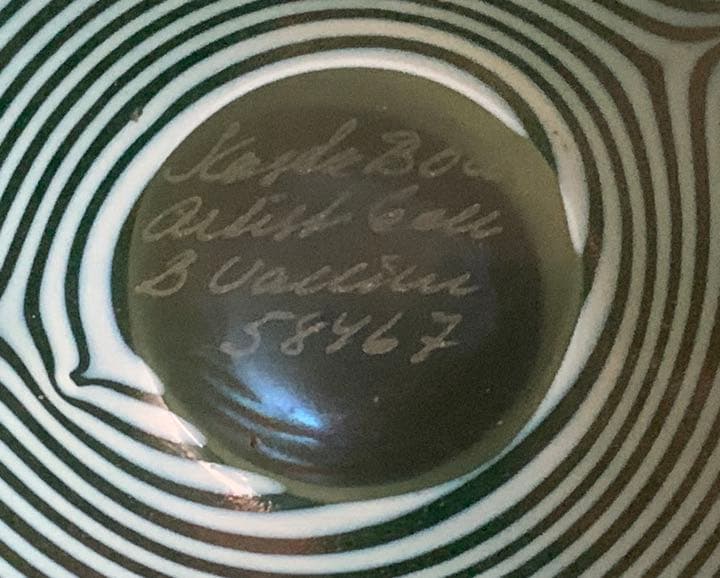 Kosta Boda
Artist Coll
B Vallien
58467